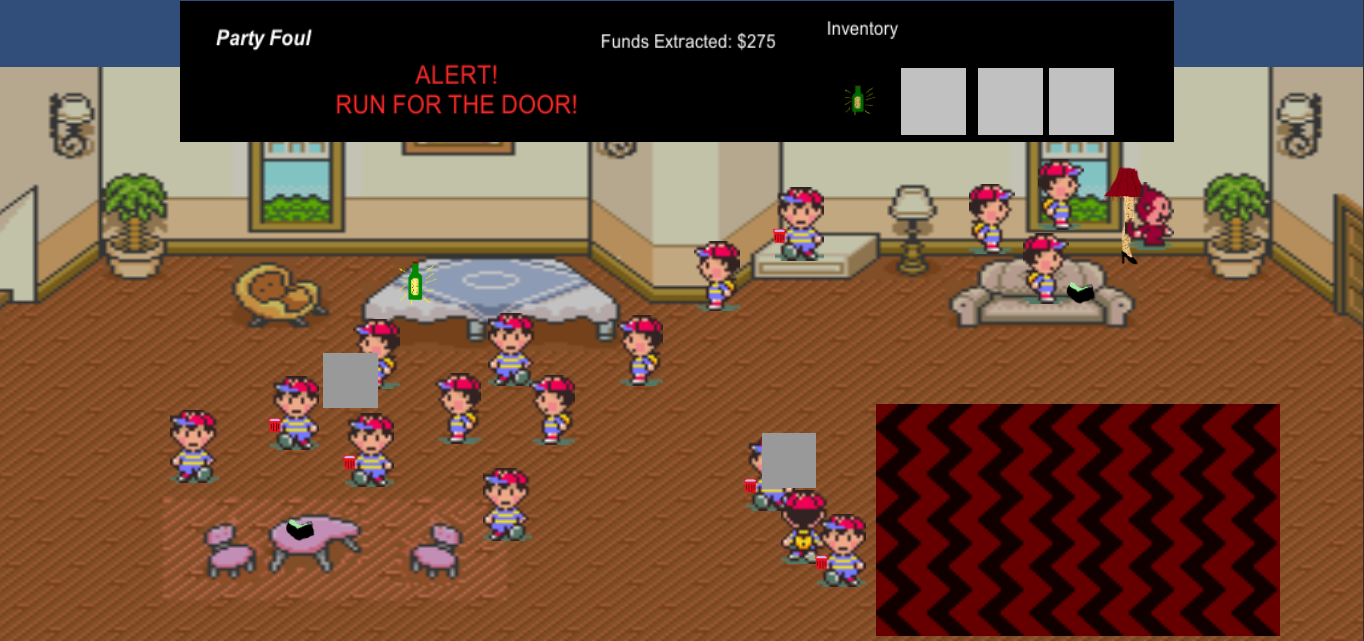 Party Foul
Funds Extracted: $275
Inventory
ALERT!
RUN FOR THE DOOR!